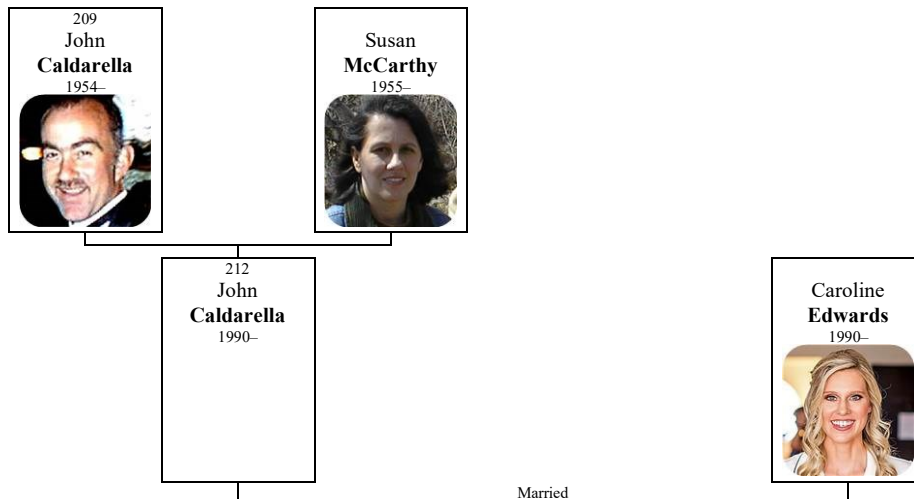 209
John
Caldarella
1954–
Susan
McCarthy
1955–
212
John
Caldarella
1990–
Caroline
Edwards
1990–
Married